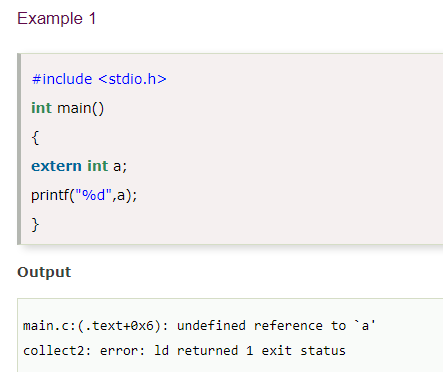 Example 1
#include <stdio.h>
int main()
{
extern int a;
printf("%d",a);
}
Output
main.c:(.text+0x6): undefined reference to `a'
collect2: error: ld returned 1 exit status